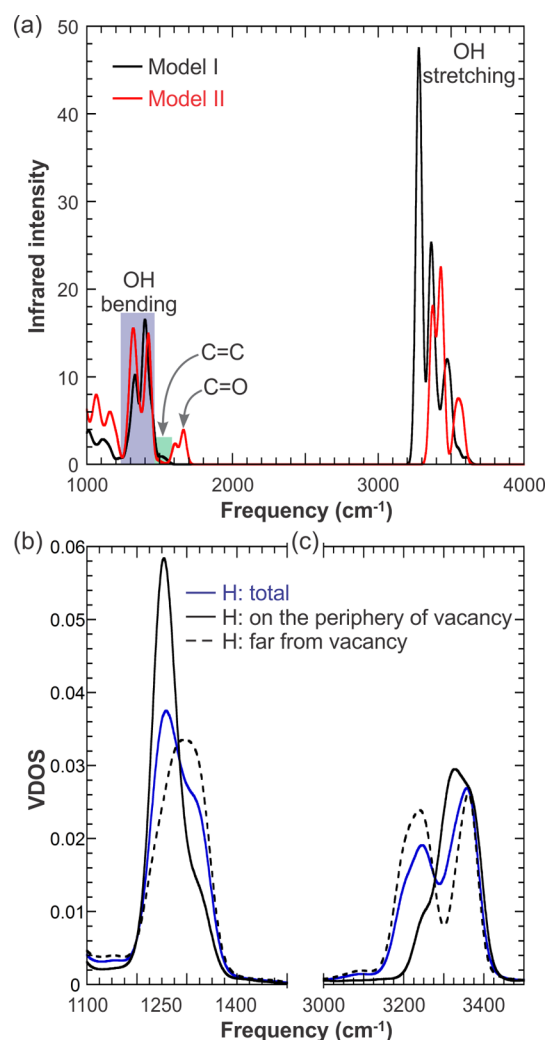 (a)
50
40
30
20
10
0
Infrared intensity
Model I
Model II
OH
stretching
OH
bending
C=C
C=O
1000
2000
3000
4000
Frequency (cm-1)
(b)
(c)
0.06
0.05
0.04
0.03
0.02
0.01
0
VDOS
H: total
H: on the periphery of vacancy
H: far from vacancy
1100
1250
1400
3000
3200
3400
Frequency (cm-1)